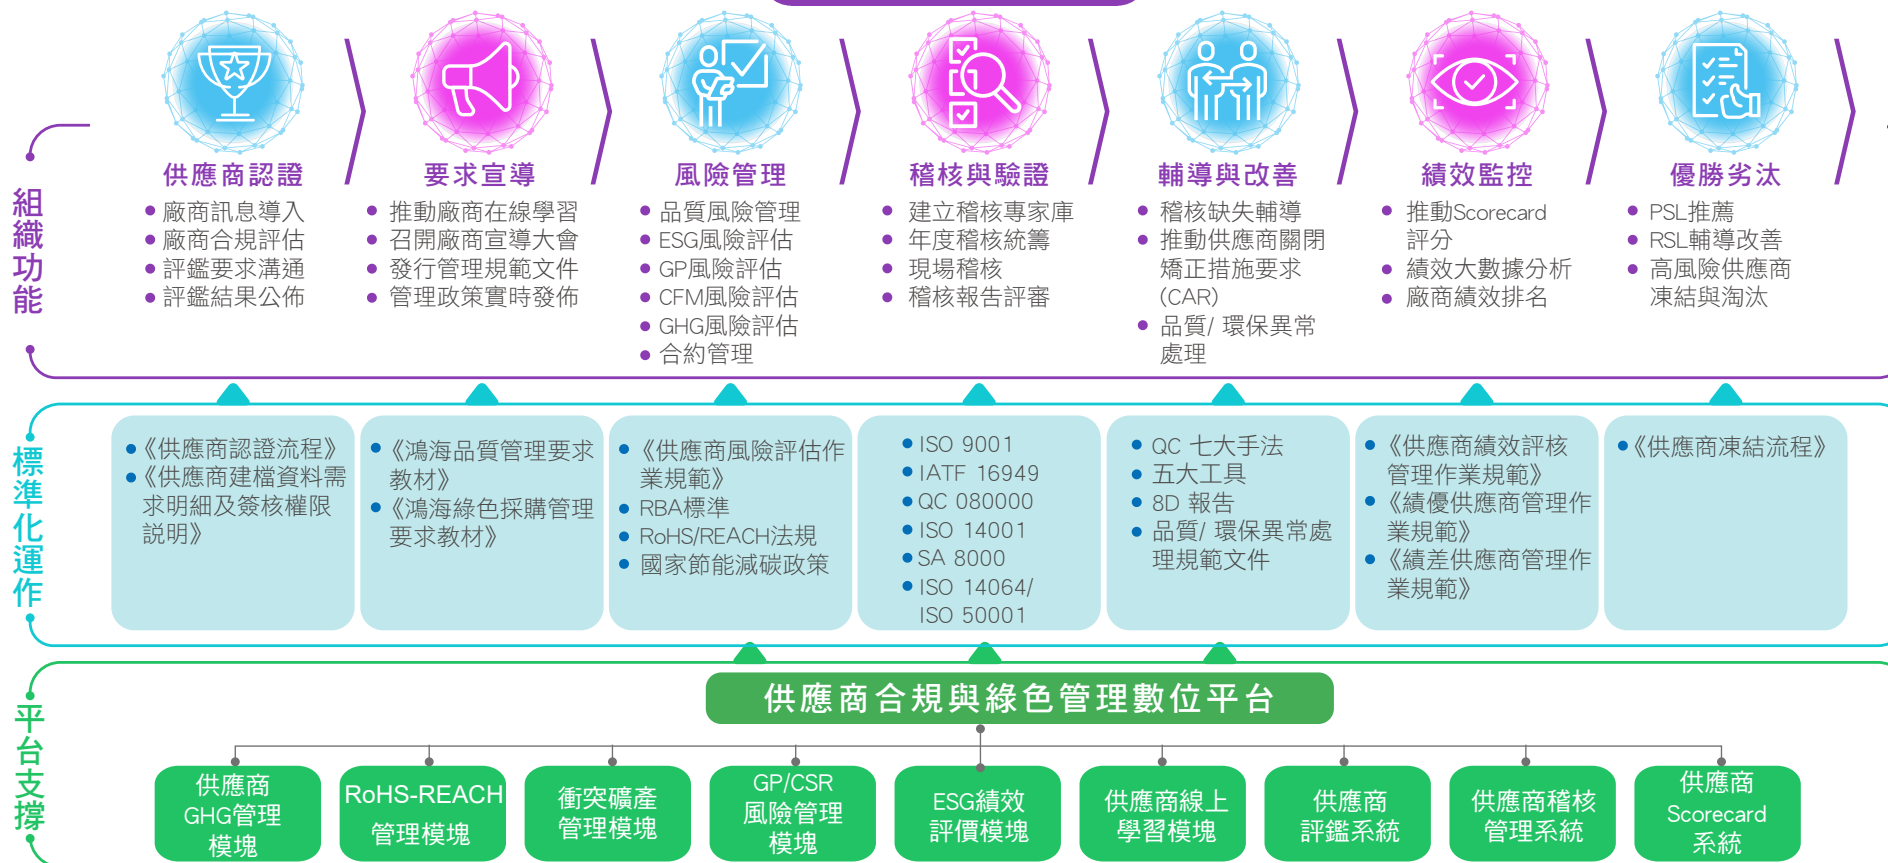 組織功能
供應商認證
廠商訊息導入
廠商合規評估
評鑑要求溝通
評鑑結果公佈
要求宣導
推動廠商在線學習
召開廠商宣導大會
發行管理規範文件
管理政策實時發佈
風險管理
品質風險管理
ESG風險評估
GP風險評估
CFM風險評估
GHG風險評估
合約管理
稽核與驗證
建立稽核專家庫
年度稽核統籌
現場稽核
稽核報告評審
輔導與改善
稽核缺失輔導
推動供應商關閉
矯正措施要求
(CAR)
品質/ 環保異常
處理
績效監控
推動Scorecard
評分
績效大數據分析
廠商績效排名
優勝劣汰
PSL推薦
RSL輔導改善
高風險供應商
凍結與淘汰
標準化運作
《供應商認證流程》
《供應商建檔資料需
求明細及簽核權限
説明》
《鴻海品質管理要求
教材》
《鴻海綠色採購管理
要求教材》
《供應商風險評估作
業規範》
RBA標準
RoHS/REACH法規
國家節能減碳政策
ISO 9001
IATF 16949
QC 080000
ISO 14001
SA 8000
ISO 14064/
ISO 50001
QC 七大手法
五大工具
8D 報告
品質/ 環保異常處
理規範文件
《供應商績效評核
管理作業規範》
《績優供應商管理作
業規範》
《績差供應商管理作
業規範》
《供應商凍結流程》
平台支撐
供應商合規與綠色管理數位平台
供應商
GHG管理
模塊
RoHS-REACH
管理模塊
衝突礦產
管理模塊
GP/CSR
風險管理
模塊
ESG績效
評價模塊
供應商線上
學習模塊
供應商
評鑑系統
供應商稽核
管理系統
供應商
Scorecard
系統